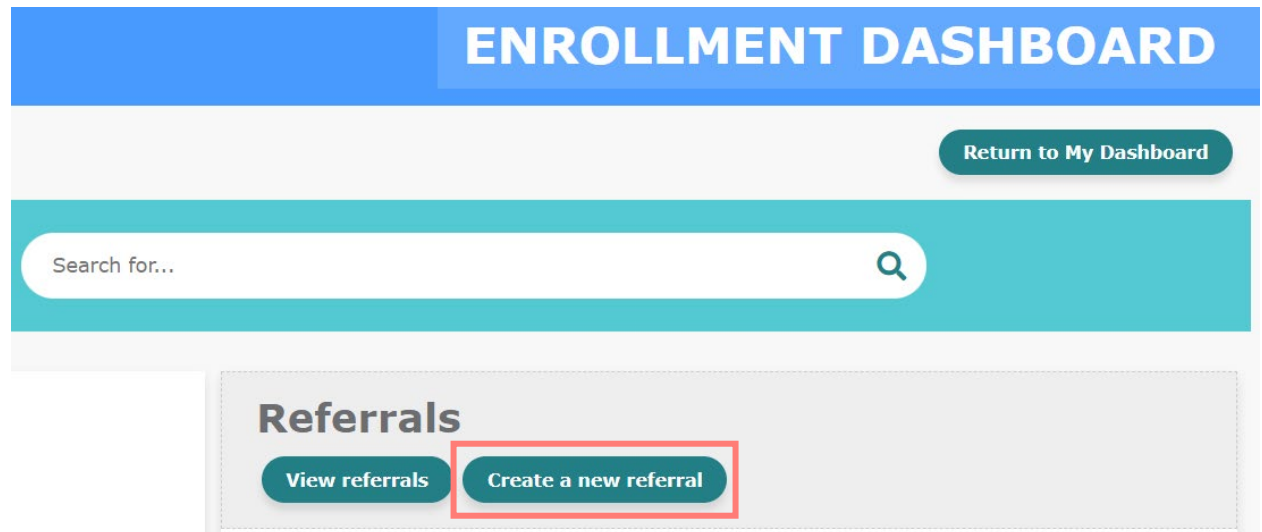 ENROLLMENT DASHBOARD
Return to My Dashboard
Search for...
Referrals
View referrals Create a new referral